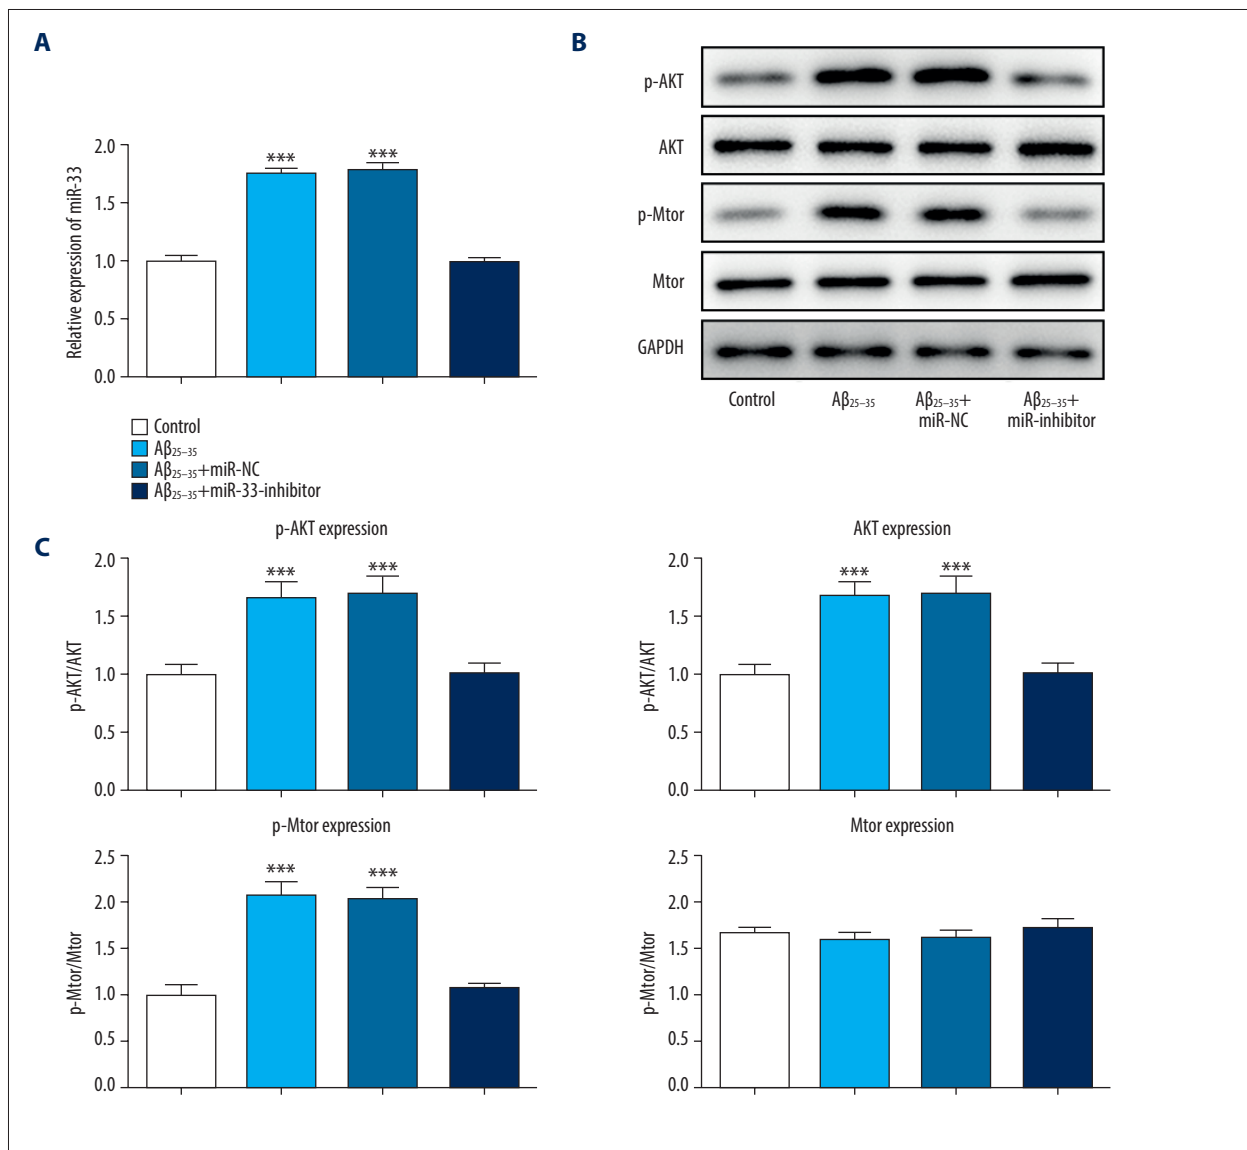 A
Relative expression of miR-33
2.0
1.5
1.0
0.5
0.0
***
***
Control
Aβ25–35
Aβ25–35+miR-NC
Aβ25–35+miR-33-inhibitor
B
p-AKT
AKT
p-Mtor
Mtor
GAPDH
Control
Aβ25–35
Aβ25–35+
miR-NC
Aβ25–35+
miR-inhibitor
C
p-AKT expression
p-AKT/AKT
2.0
1.5
1.0
0.5
0.0
***
***
AKT expression
p-AKT/AKT
2.0
1.5
1.0
0.5
0.0
***
***
p-Mtor expression
p-Mtor/Mtor
2.5
2.0
1.5
1.0
0.5
0.0
***
***
Mtor expression
p-Mtor/Mtor
2.5
2.0
1.5
1.0
0.5
0.0